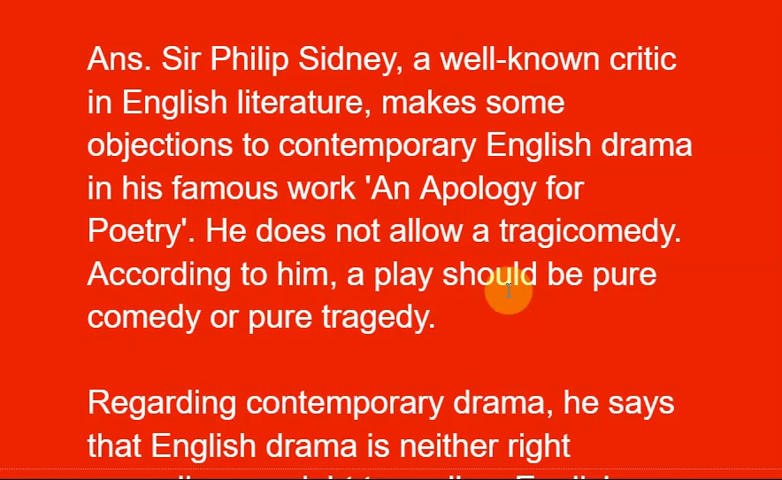 Ans. Sir Philip Sidney, a well-known critic
in English literature, makes some
objections to contemporary English drama
in his famous work 'An Apology for
Poetry'. He does not allow a tragicomedy.
According to him, a play should be pure
comedy or pure tragedy.
Regarding contemporary drama, he says
that English drama is neither right